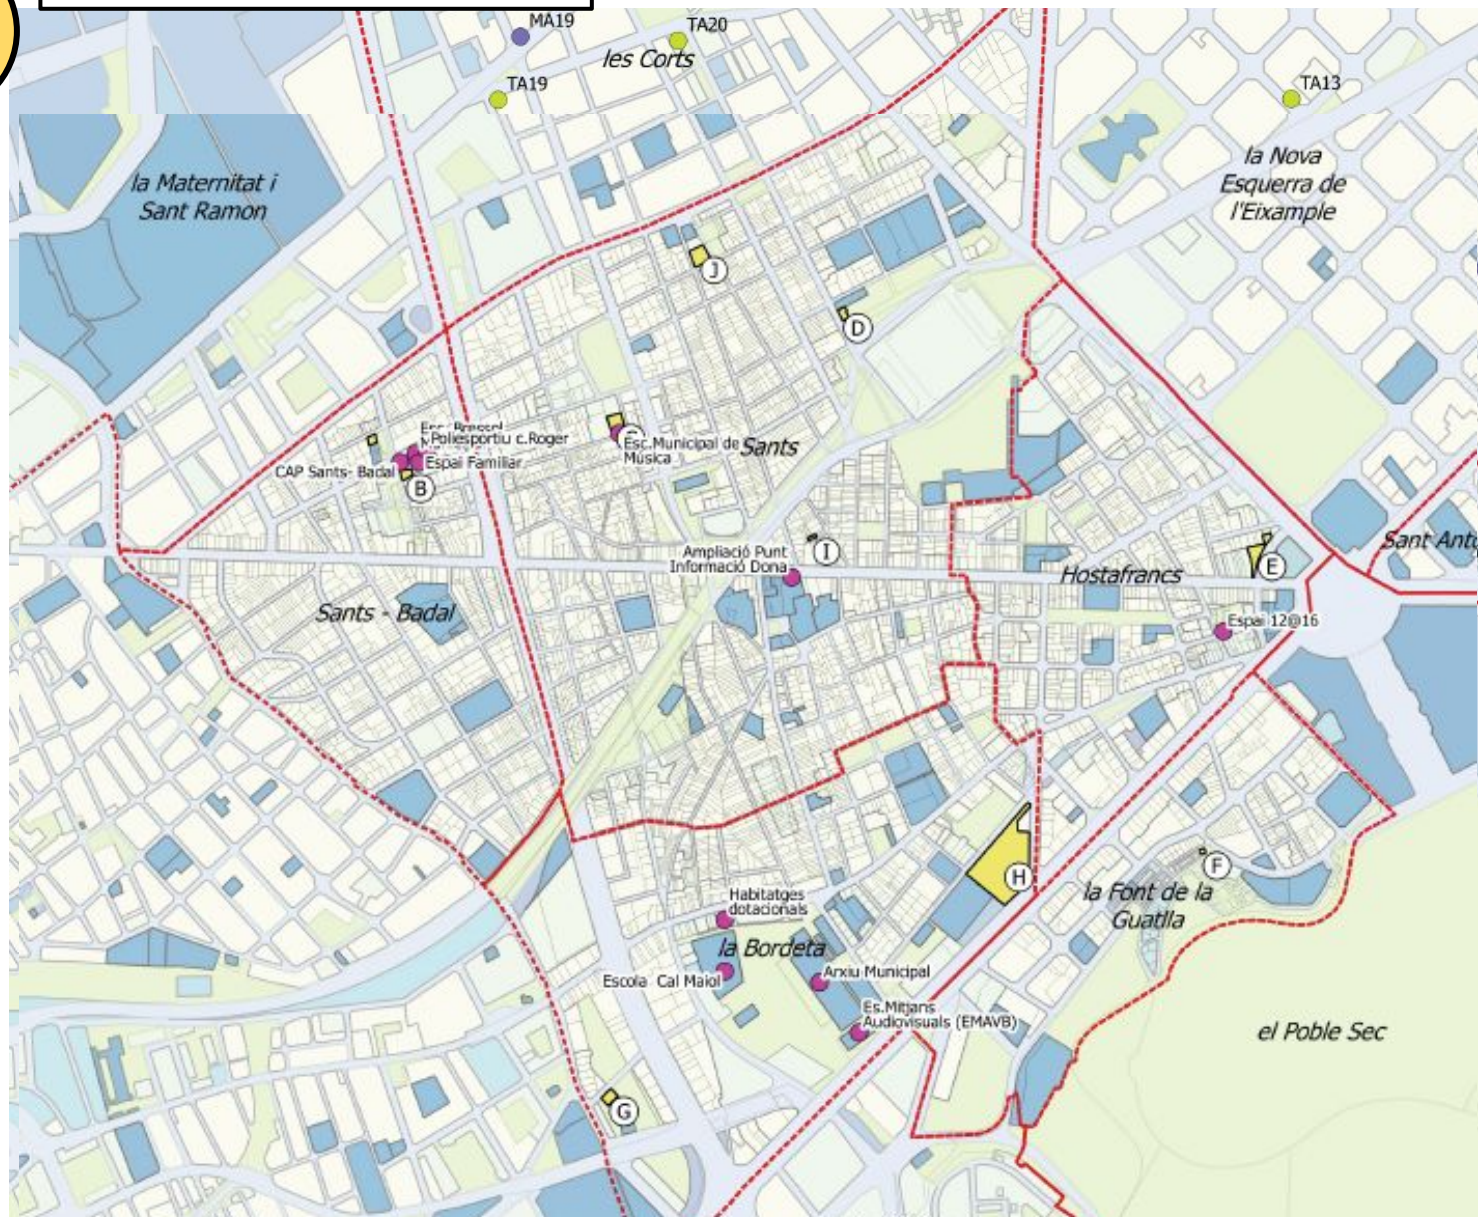 MA19
TA20
les Corts
TA19
TA13
la Nova
Esquerra de
l'Eixample
la Maternitat i
Sant Ramon
J
D
Poliesportiu c.Roger
Esc.Municipal de
Música
Sants
CAP Sants- Badal
Espai Familiar
B
Sant Anto
Ampliació Punt
Informació Dona
I
E
Hostafrancs
Sants - Badal
Espai 12@16
F
H
la Font de la
Guatlla
Habitatges
dotacionals
la Bordeta
Escola Cal Maiol
Arxiu Municipal
Es.Mitjans
Audiovisuals (EMAVB)
el Poble Sec
G